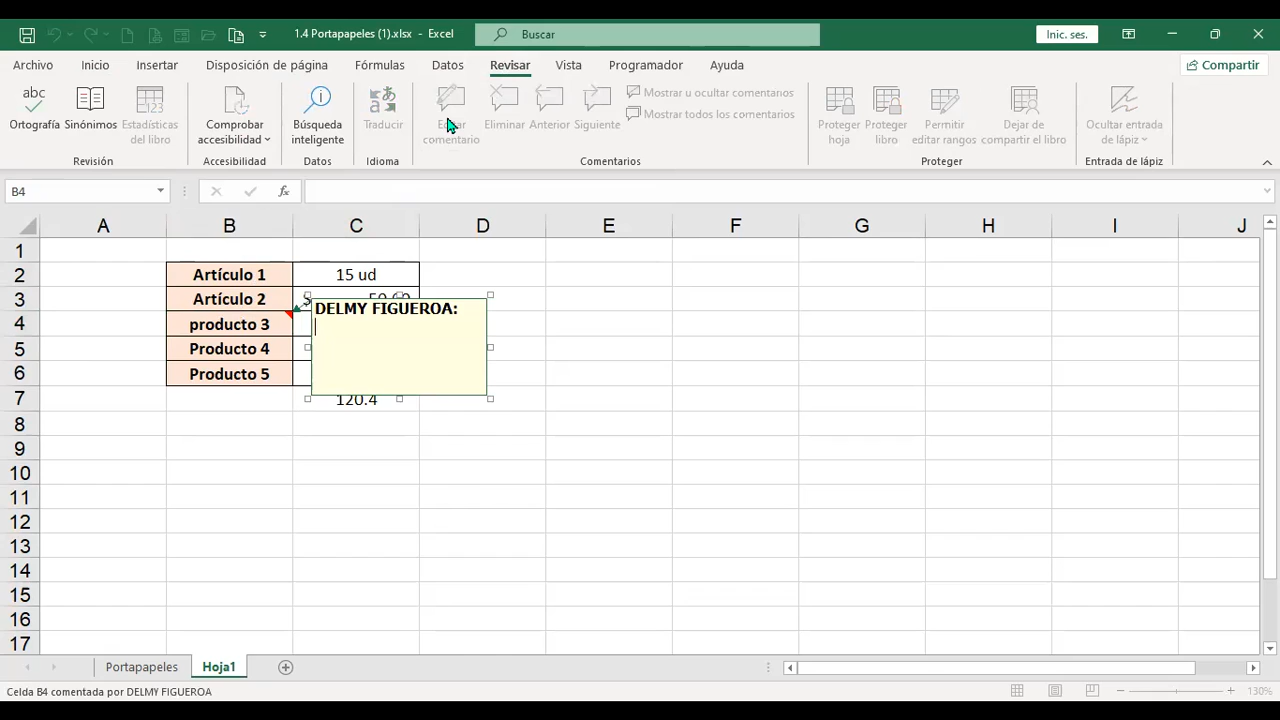 1.4 Portapapeles (1).xlsx - Excel
Buscar
Inic. ses.
Archivo Inicio Insertar Disposición de página Fórmulas Datos Revisar Vista Programador Ayuda Compartir
abc
Ortografía Sinónimos Estadísticas del libro
Revisión
Comprobar accesibilidad
Accesibilidad
Búsqueda inteligente
Datos
Traducir
Idioma
Editar comentario Eliminar Anterior Siguiente
Mostrar u ocultar comentarios
Mostrar todos los comentarios
Comentarios
Proteger hoja Proteger libro Permitir editar rangos Dejar de compartir el libro
Proteger
Ocultar entrada de lápiz
Entrada de lápiz
B4 fx
A B C D E F G H I J
1
2 Artículo 1 15 ud
3 Artículo 2
DELMY FIGUEROA:
4 producto 3
5 Producto 4
6 Producto 5
7 120.4
8
9
10
11
12
13
14
15
16
17
Portapapeles Hoja1
Celda B4 comentada por DELMY FIGUEROA
130%